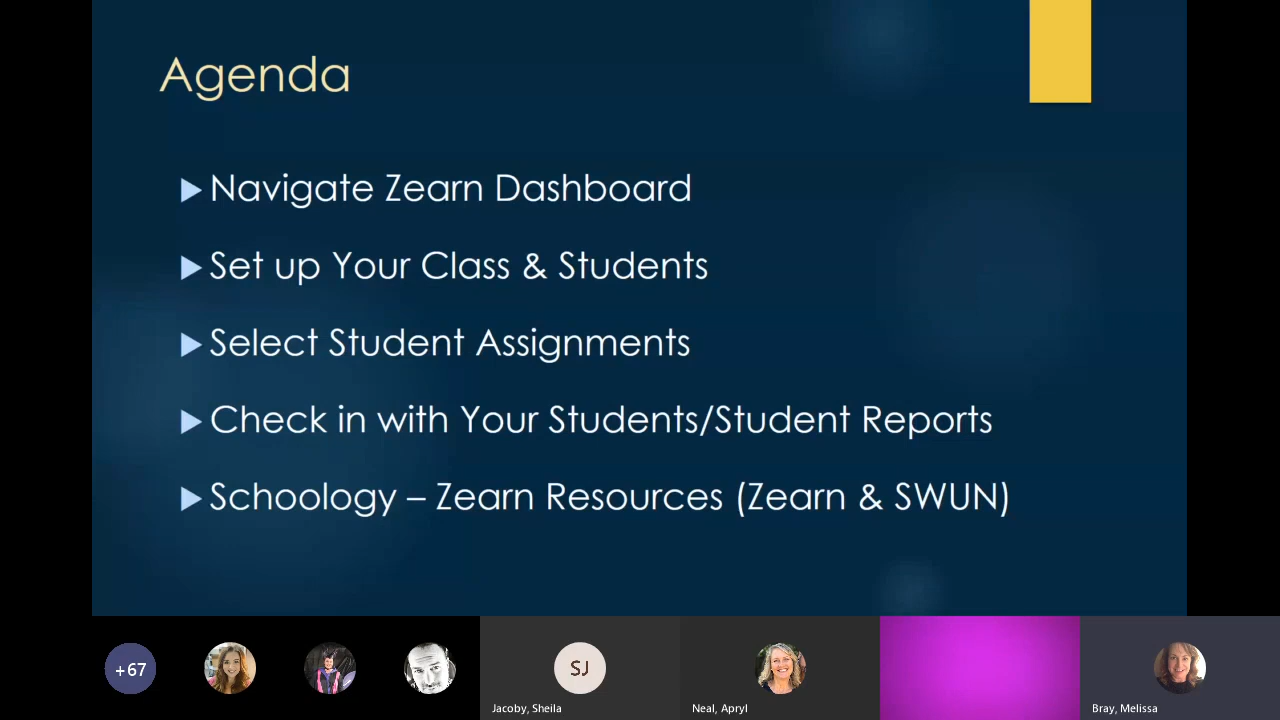 Agenda
Navigate Zearn Dashboard
Set up Your Class & Students
Select Student Assignments
Check in with Your Students/Student Reports
Schoology – Zearn Resources (Zearn & SWUN)
+67
SJ
Jacoby, Sheila
Neal, Apryl
Bray, Melissa